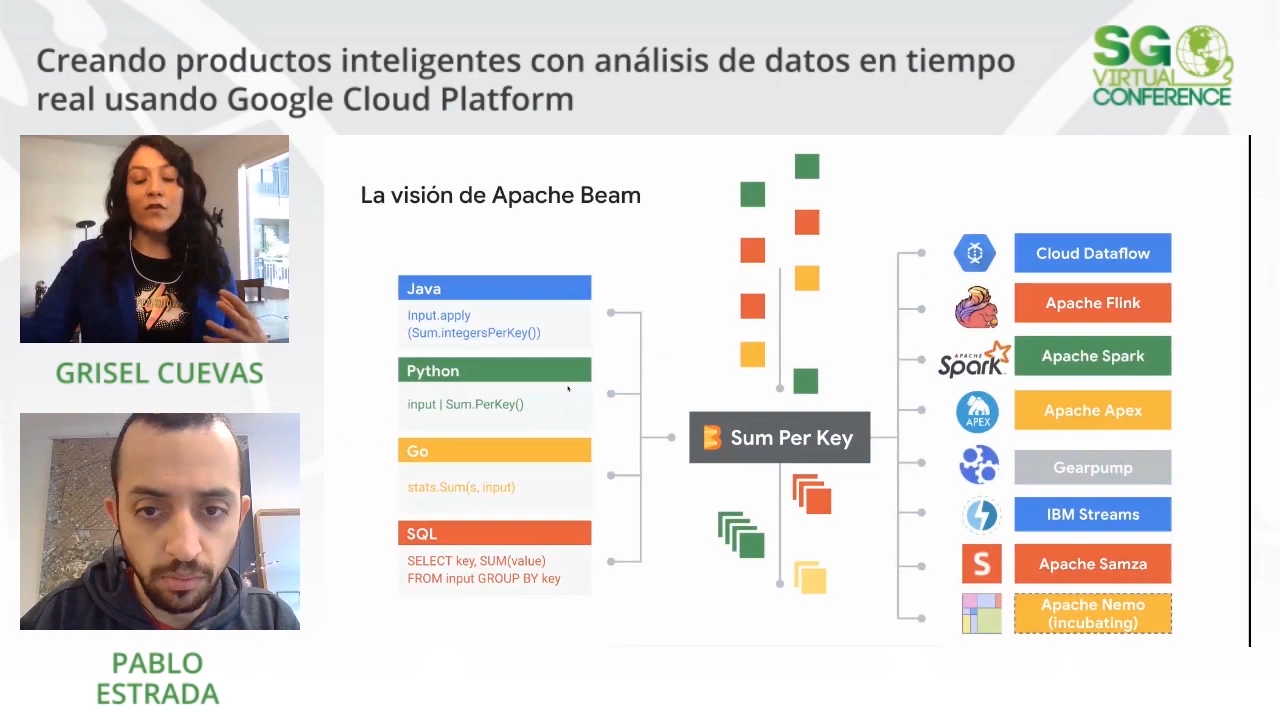 Creando productos inteligentes con análisis de datos en tiempo
real usando Google Cloud Platform
SG
VIRTUAL
CONFERENCE
GRISEL CUEVAS
PABLO
ESTRADA
La visión de Apache Beam
Java
Input.apply
(Sum.integersPerKey())
Python
input | Sum.PerKey()
Go
stats.Sum(s, input)
SQL
SELECT key, SUM(value)
FROM input GROUP BY key
Sum Per Key
Cloud Dataflow
Apache Flink
APACHE
Spark
Apache Spark
APEX
Apache Apex
Gearpump
IBM Streams
S
Apache Samza
Apache Nemo
(incubating)